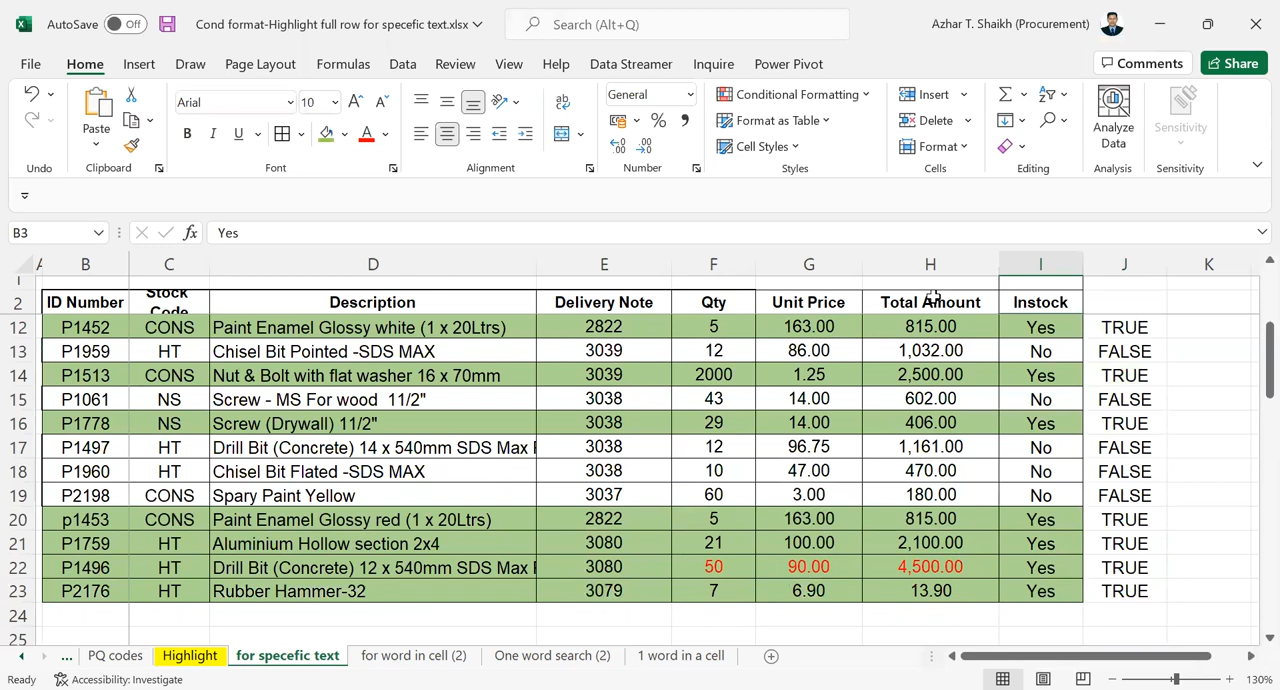 AutoSave Off Cond format-Highlight full row for specefic text.xlsx Search (Alt+Q) Azhar T. Shaikh (Procurement)
File Home Insert Draw Page Layout Formulas Data Review View Help Data Streamer Inquire Power Pivot Comments Share
Arial 10 General Conditional Formatting Insert
Paste Format as Table Delete Analyze Data Sensitivity
B I U Cell Styles Format
Undo Clipboard Font Alignment Number Styles Cells Editing Analysis Sensitivity
B3 fx Yes
A B C D E F G H I J K
2 ID Number Stock Code Description Delivery Note Qty Unit Price Total Amount Instock
12 P1452 CONS Paint Enamel Glossy white (1 x 20Ltrs) 2822 5 163.00 815.00 Yes TRUE
13 P1959 HT Chisel Bit Pointed -SDS MAX 3039 12 86.00 1,032.00 No FALSE
14 P1513 CONS Nut & Bolt with flat washer 16 x 70mm 3039 2000 1.25 2,500.00 Yes TRUE
15 P1061 NS Screw - MS For wood 11/2" 3038 43 14.00 602.00 No FALSE
16 P1778 NS Screw (Drywall) 11/2" 3038 29 14.00 406.00 Yes TRUE
17 P1497 HT Drill Bit (Concrete) 14 x 540mm SDS Max 3038 12 96.75 1,161.00 No FALSE
18 P1960 HT Chisel Bit Flated -SDS MAX 3038 10 47.00 470.00 No FALSE
19 P2198 CONS Spary Paint Yellow 3037 60 3.00 180.00 No FALSE
20 p1453 CONS Paint Enamel Glossy red (1 x 20Ltrs) 2822 5 163.00 815.00 Yes TRUE
21 P1759 HT Aluminium Hollow section 2x4 3080 21 100.00 2,100.00 Yes TRUE
22 P1496 HT Drill Bit (Concrete) 12 x 540mm SDS Max 3080 50 90.00 4,500.00 Yes TRUE
23 P2176 HT Rubber Hammer-32 3079 7 6.90 13.90 Yes TRUE
24
25
... PQ codes Highlight for specefic text for word in cell (2) One word search (2) 1 word in a cell
Ready Accessibility: Investigate 130%